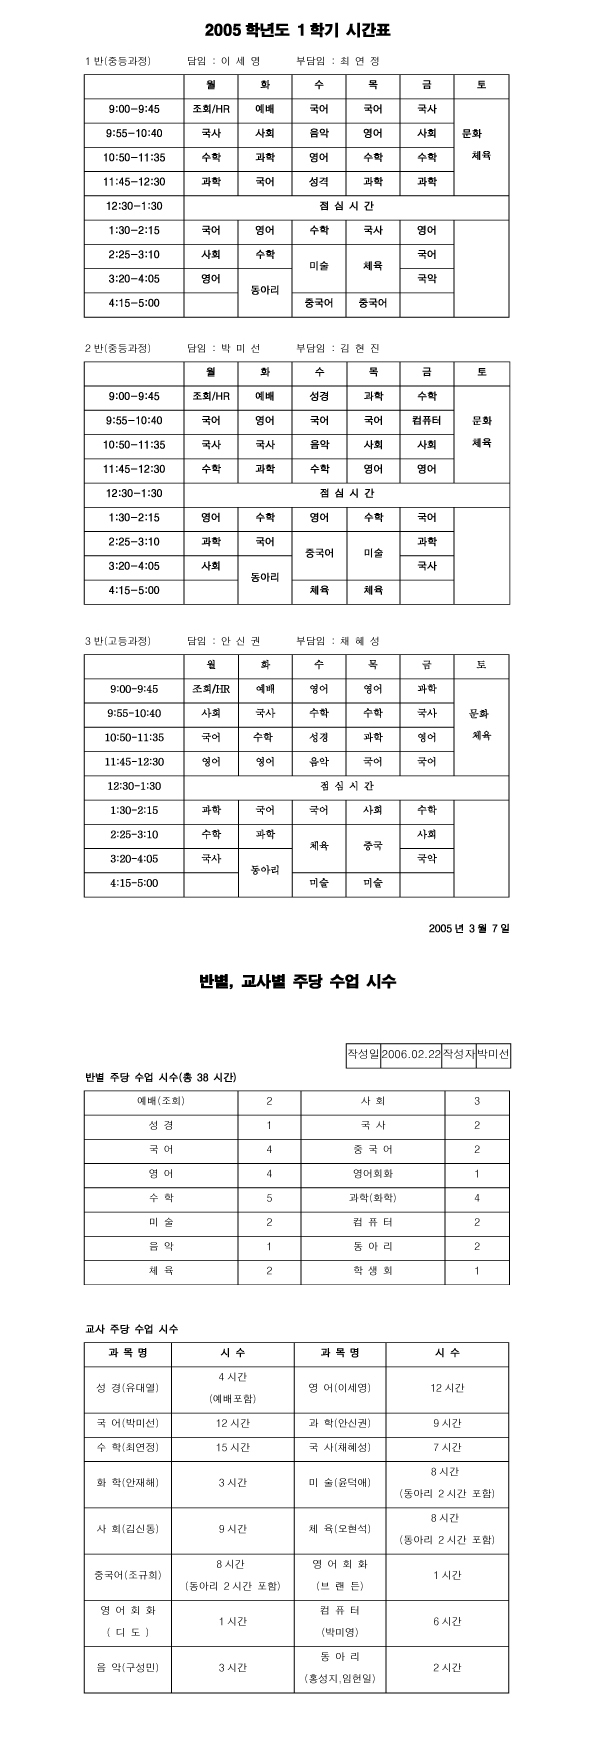 2005 학년도 1 학기 시간표
1 반(중등과정) 담임 : 이 세 영 부담임 : 최 연 정
월 화 수 목 금 토
9:00-9:45 조회/HR 예배 국어 국어 국사
9:55-10:40 국사 사회 음악 영어 사회 문화
10:50-11:35 수학 과학 영어 수학 수학 체육
11:45-12:30 과학 국어 성격 과학 과학
12:30-1:30 점 심 시 간
1:30-2:15 국어 영어 수학 국사 영어
2:25-3:10 사회 수학 미술 체육 국어
3:20-4:05 영어 동아리 국악
4:15-5:00 중국어 중국어
2 반(중등과정) 담임 : 박 미 선 부담임 : 김 현 진
월 화 수 목 금 토
9:00-9:45 조회/HR 예배 성경 과학 수학
9:55-10:40 국어 영어 국어 국어 컴퓨터 문화
10:50-11:35 국사 국사 음악 사회 사회 체육
11:45-12:30 수학 과학 수학 영어 영어
12:30-1:30 점 심 시 간
1:30-2:15 영어 수학 영어 수학 국어
2:25-3:10 과학 국어 중국어 미술 과학
3:20-4:05 사회 동아리 국사
4:15-5:00 체육 체육
3 반(고등과정) 담임 : 안 신 권 부담임 : 채 혜 성
월 화 수 목 금 토
9:00-9:45 조회/HR 예배 영어 영어 과학
9:55-10:40 사회 국사 수학 수학 국사 문화
10:50-11:35 국어 수학 성경 과학 영어 체육
11:45-12:30 영어 영어 음악 국어 국어
12:30-1:30 점 심 시 간
1:30-2:15 과학 국어 국어 사회 수학
2:25-3:10 수학 과학 체육 중국 사회
3:20-4:05 국사 동아리 국악
4:15-5:00 미술 미술
2005 년 3 월 7 일
반별, 교사별 주당 수업 시수
작성일 2006.02.22 작성자 박미선
반별 주당 수업 시수(총 38 시간)
예배(조회) 2 사 회 3
성 경 1 국 사 2
국 어 4 중 국 어 2
영 어 4 영어회화 1
수 학 5 과학(화학) 4
미 술 2 컴 퓨 터 2
음 악 1 동 아 리 2
체 육 2 학 생 회 1
교사 주당 수업 시수
과 목 명 시 수 과 목 명 시 수
성 경(유대열) 4 시간 (예배포함) 영 어(이세영) 12 시간
국 어(박미선) 12 시간 과 학(안신권) 9 시간
수 학(최연정) 15 시간 국 사(채혜성) 7 시간
화 학(안재해) 3 시간 미 술(윤덕애) 8 시간 (동아리 2 시간 포함)
사 회(김신동) 9 시간 체 육(오현석) 8 시간 (동아리 2 시간 포함)
중국어(조규희) 8 시간 (동아리 2 시간 포함) 영 어 회 화 (브 랜 든) 1 시간
영 어 회 화 ( 디 도 ) 1 시간 컴 퓨 터 (박미영) 6 시간
음 악(구성민) 3 시간 동 아 리 (홍성지,임헌일) 2 시간